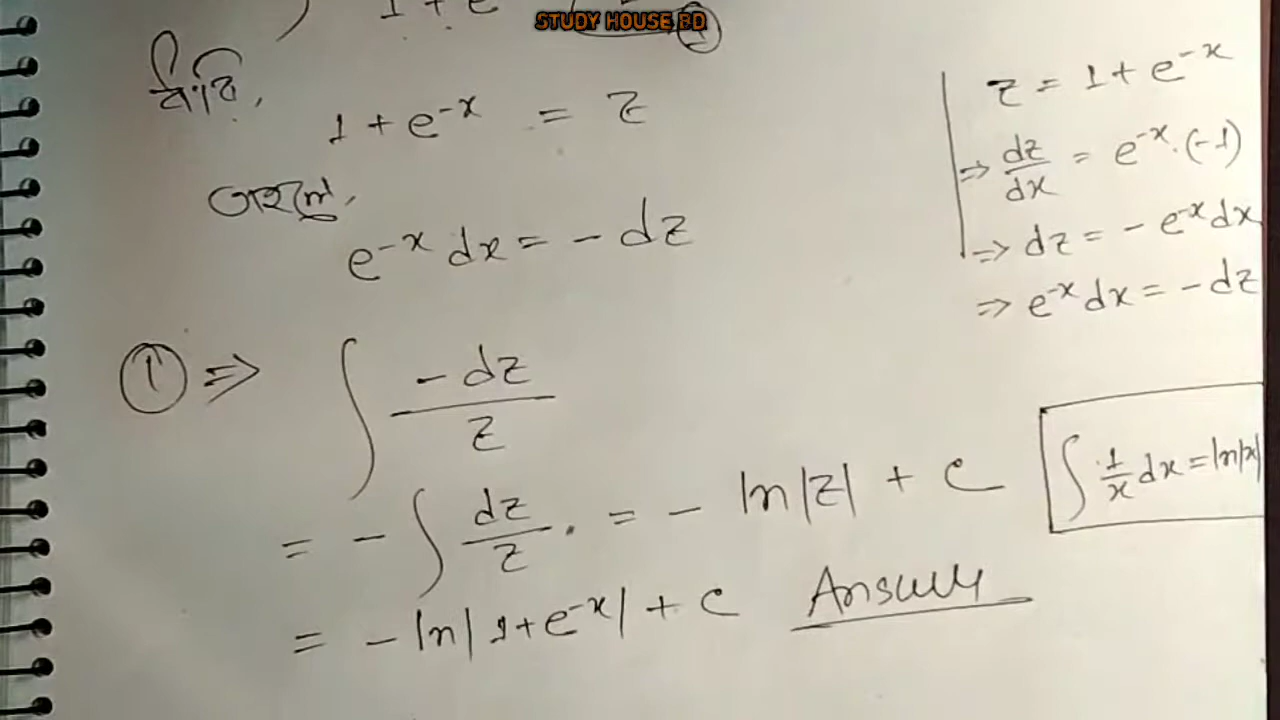 STUDY HOUSE BD
1 + e
ধরি,
1 + e^-x = z
তাহলে,
e^-x dx = - dz
① ⇒ ∫ -dz/z
= - ∫ dz/z . = - ln|z| + c
= - ln|1+e^-x| + c Answer
z = 1 + e^-x
⇒ dz/dx = e^-x.(-1)
⇒ dz = - e^-x dx
⇒ e^-x dx = - dz
∫ 1/x dx = ln|x|